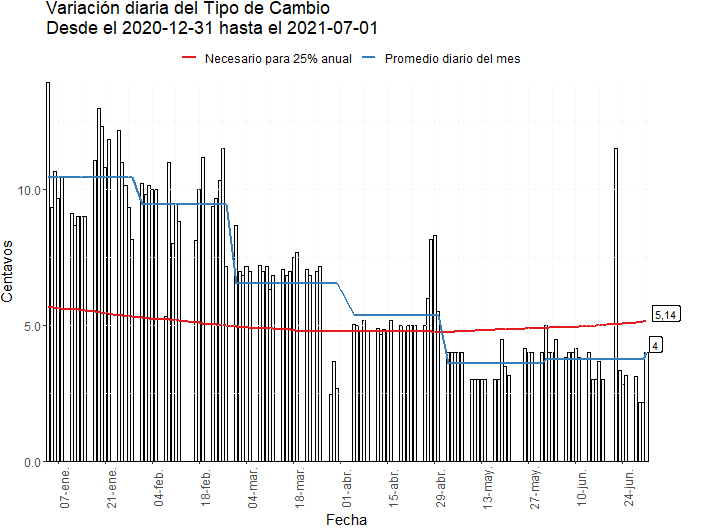 Variación diaria del Tipo de Cambio
Desde el 2020-12-31 hasta el 2021-07-01
Necesario para 25% anual
Promedio diario del mes
Centavos
10.0
5.0
0.0
5,14
4
07-ene.
21-ene.
04-feb.
18-feb.
04-mar.
18-mar.
01-abr.
15-abr.
29-abr.
13-may.
27-may.
10-jun.
24-jun.
Fecha